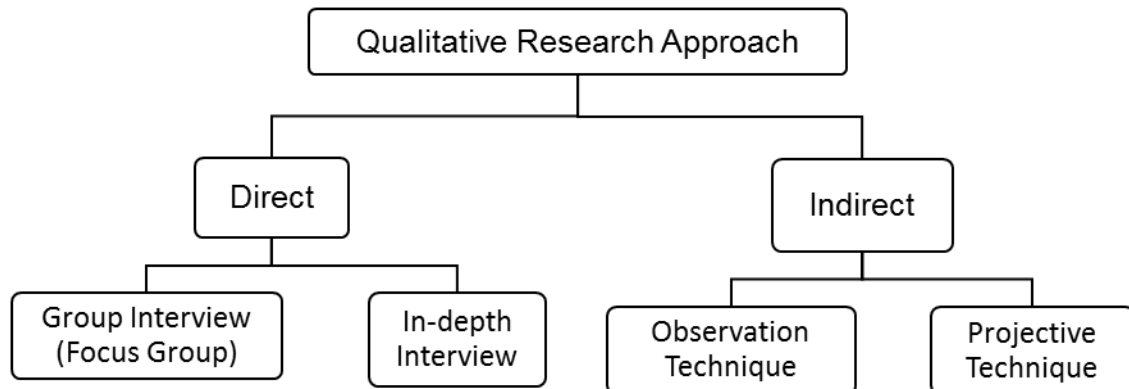 Qualitative Research Approach
Direct
Indirect
Group Interview
(Focus Group)
In-depth
Interview
Observation
Technique
Projective
Technique